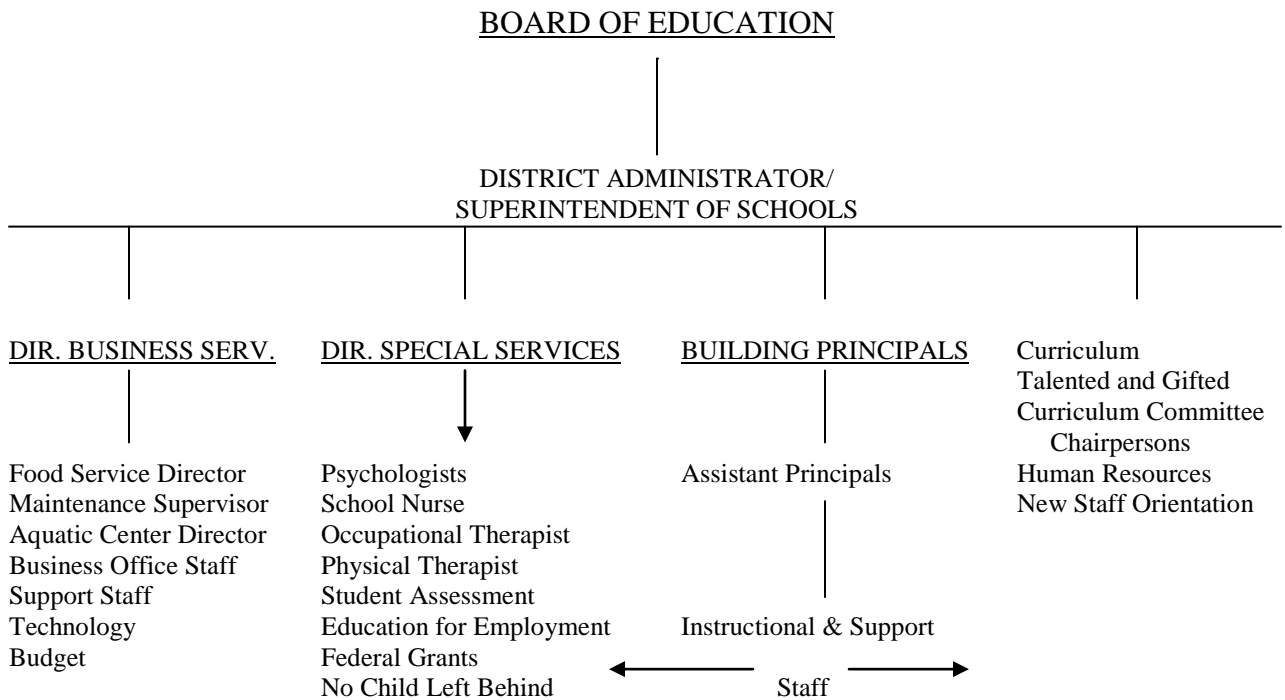 BOARD OF EDUCATION
DISTRICT ADMINISTRATOR/
SUPERINTENDENT OF SCHOOLS
DIR. BUSINESS SERV.
Food Service Director
Maintenance Supervisor
Aquatic Center Director
Business Office Staff
Support Staff
Technology
Budget
DIR. SPECIAL SERVICES
Psychologists
School Nurse
Occupational Therapist
Physical Therapist
Student Assessment
Education for Employment
Federal Grants
No Child Left Behind
BUILDING PRINCIPALS
Assistant Principals
Instructional & Support
Staff
Curriculum
Talented and Gifted
Curriculum Committee
Chairpersons
Human Resources
New Staff Orientation